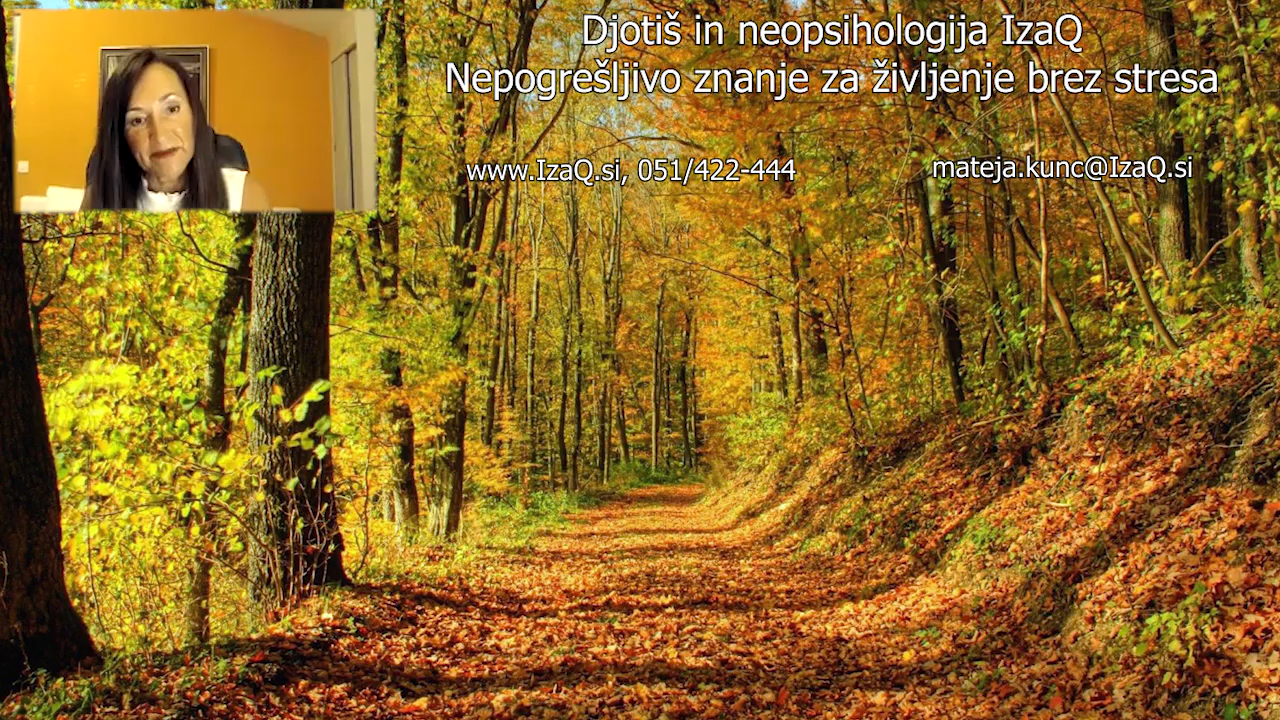 Djotiš in neopsihologija IzaQ
Nepogrešljivo znanje za življenje brez stresa
www.IzaQ.si, 051/422-444 mateja.kunc@IzaQ.si